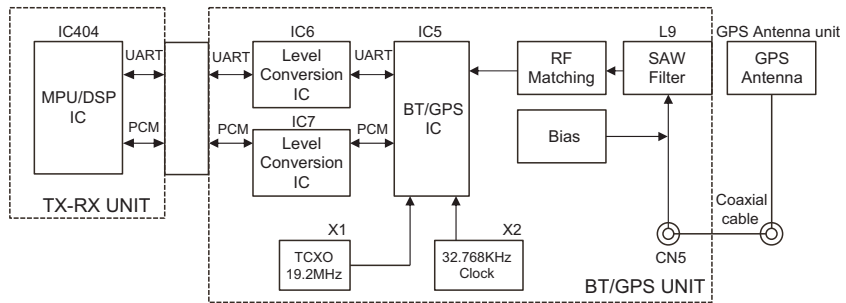 IC404
MPU/DSP
IC
UART
PCM
TX-RX UNIT
UART
PCM
IC6
Level
Conversion
IC
IC7
Level
Conversion
IC
UART
PCM
IC5
BT/GPS
IC
X1
TCXO
19.2MHz
X2
32.768KHz
Clock
RF
Matching
Bias
L9
SAW
Filter
CN5
BT/GPS UNIT
GPS Antenna unit
GPS
Antenna
Coaxial
cable